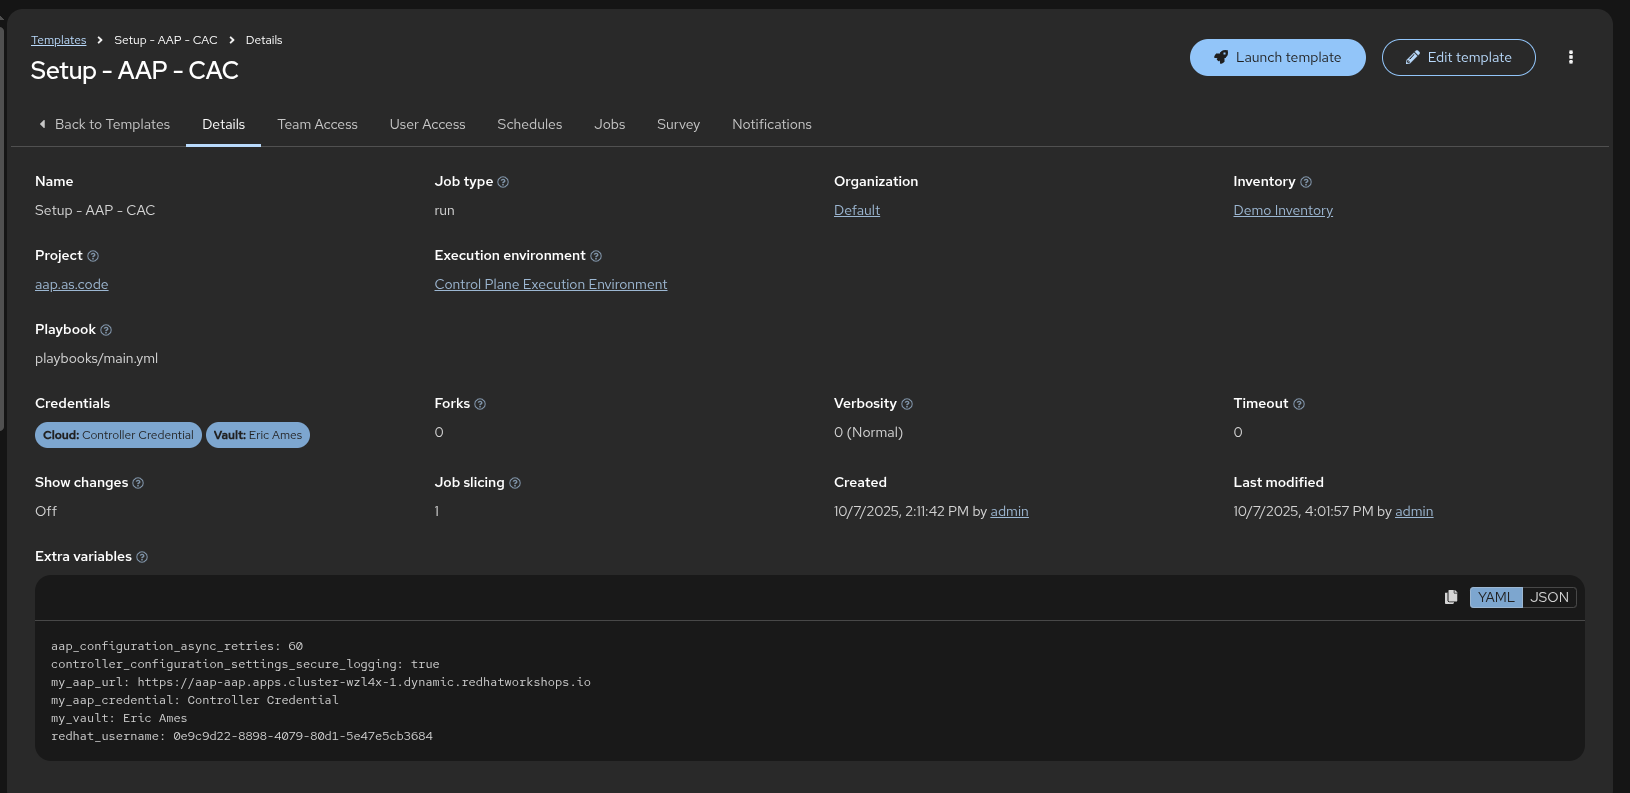 Templates > Setup - AAP - CAC > Details
Setup - AAP - CAC
Launch template
Edit template
Back to Templates Details Team Access User Access Schedules Jobs Survey Notifications
Name Job type Organization Inventory
Setup - AAP - CAC run Default Demo Inventory
Project Execution environment
aap.as.code Control Plane Execution Environment
Playbook
playbooks/main.yml
Credentials Forks Verbosity Timeout
Cloud: Controller Credential Vault: Eric Ames 0 0 (Normal) 0
Show changes Job slicing Created Last modified
Off 1 10/7/2025, 2:11:42 PM by admin 10/7/2025, 4:01:57 PM by admin
Extra variables
YAML JSON
aap_configuration_async_retries: 60
controller_configuration_settings_secure_logging: true
my_aap_url: https://aap-aap.apps.cluster-wzl4x-1.dynamic.redhatworkshops.io
my_aap_credential: Controller Credential
my_vault: Eric Ames
redhat_username: 0e9c9d22-8898-4079-80d1-5e47e5cb3684